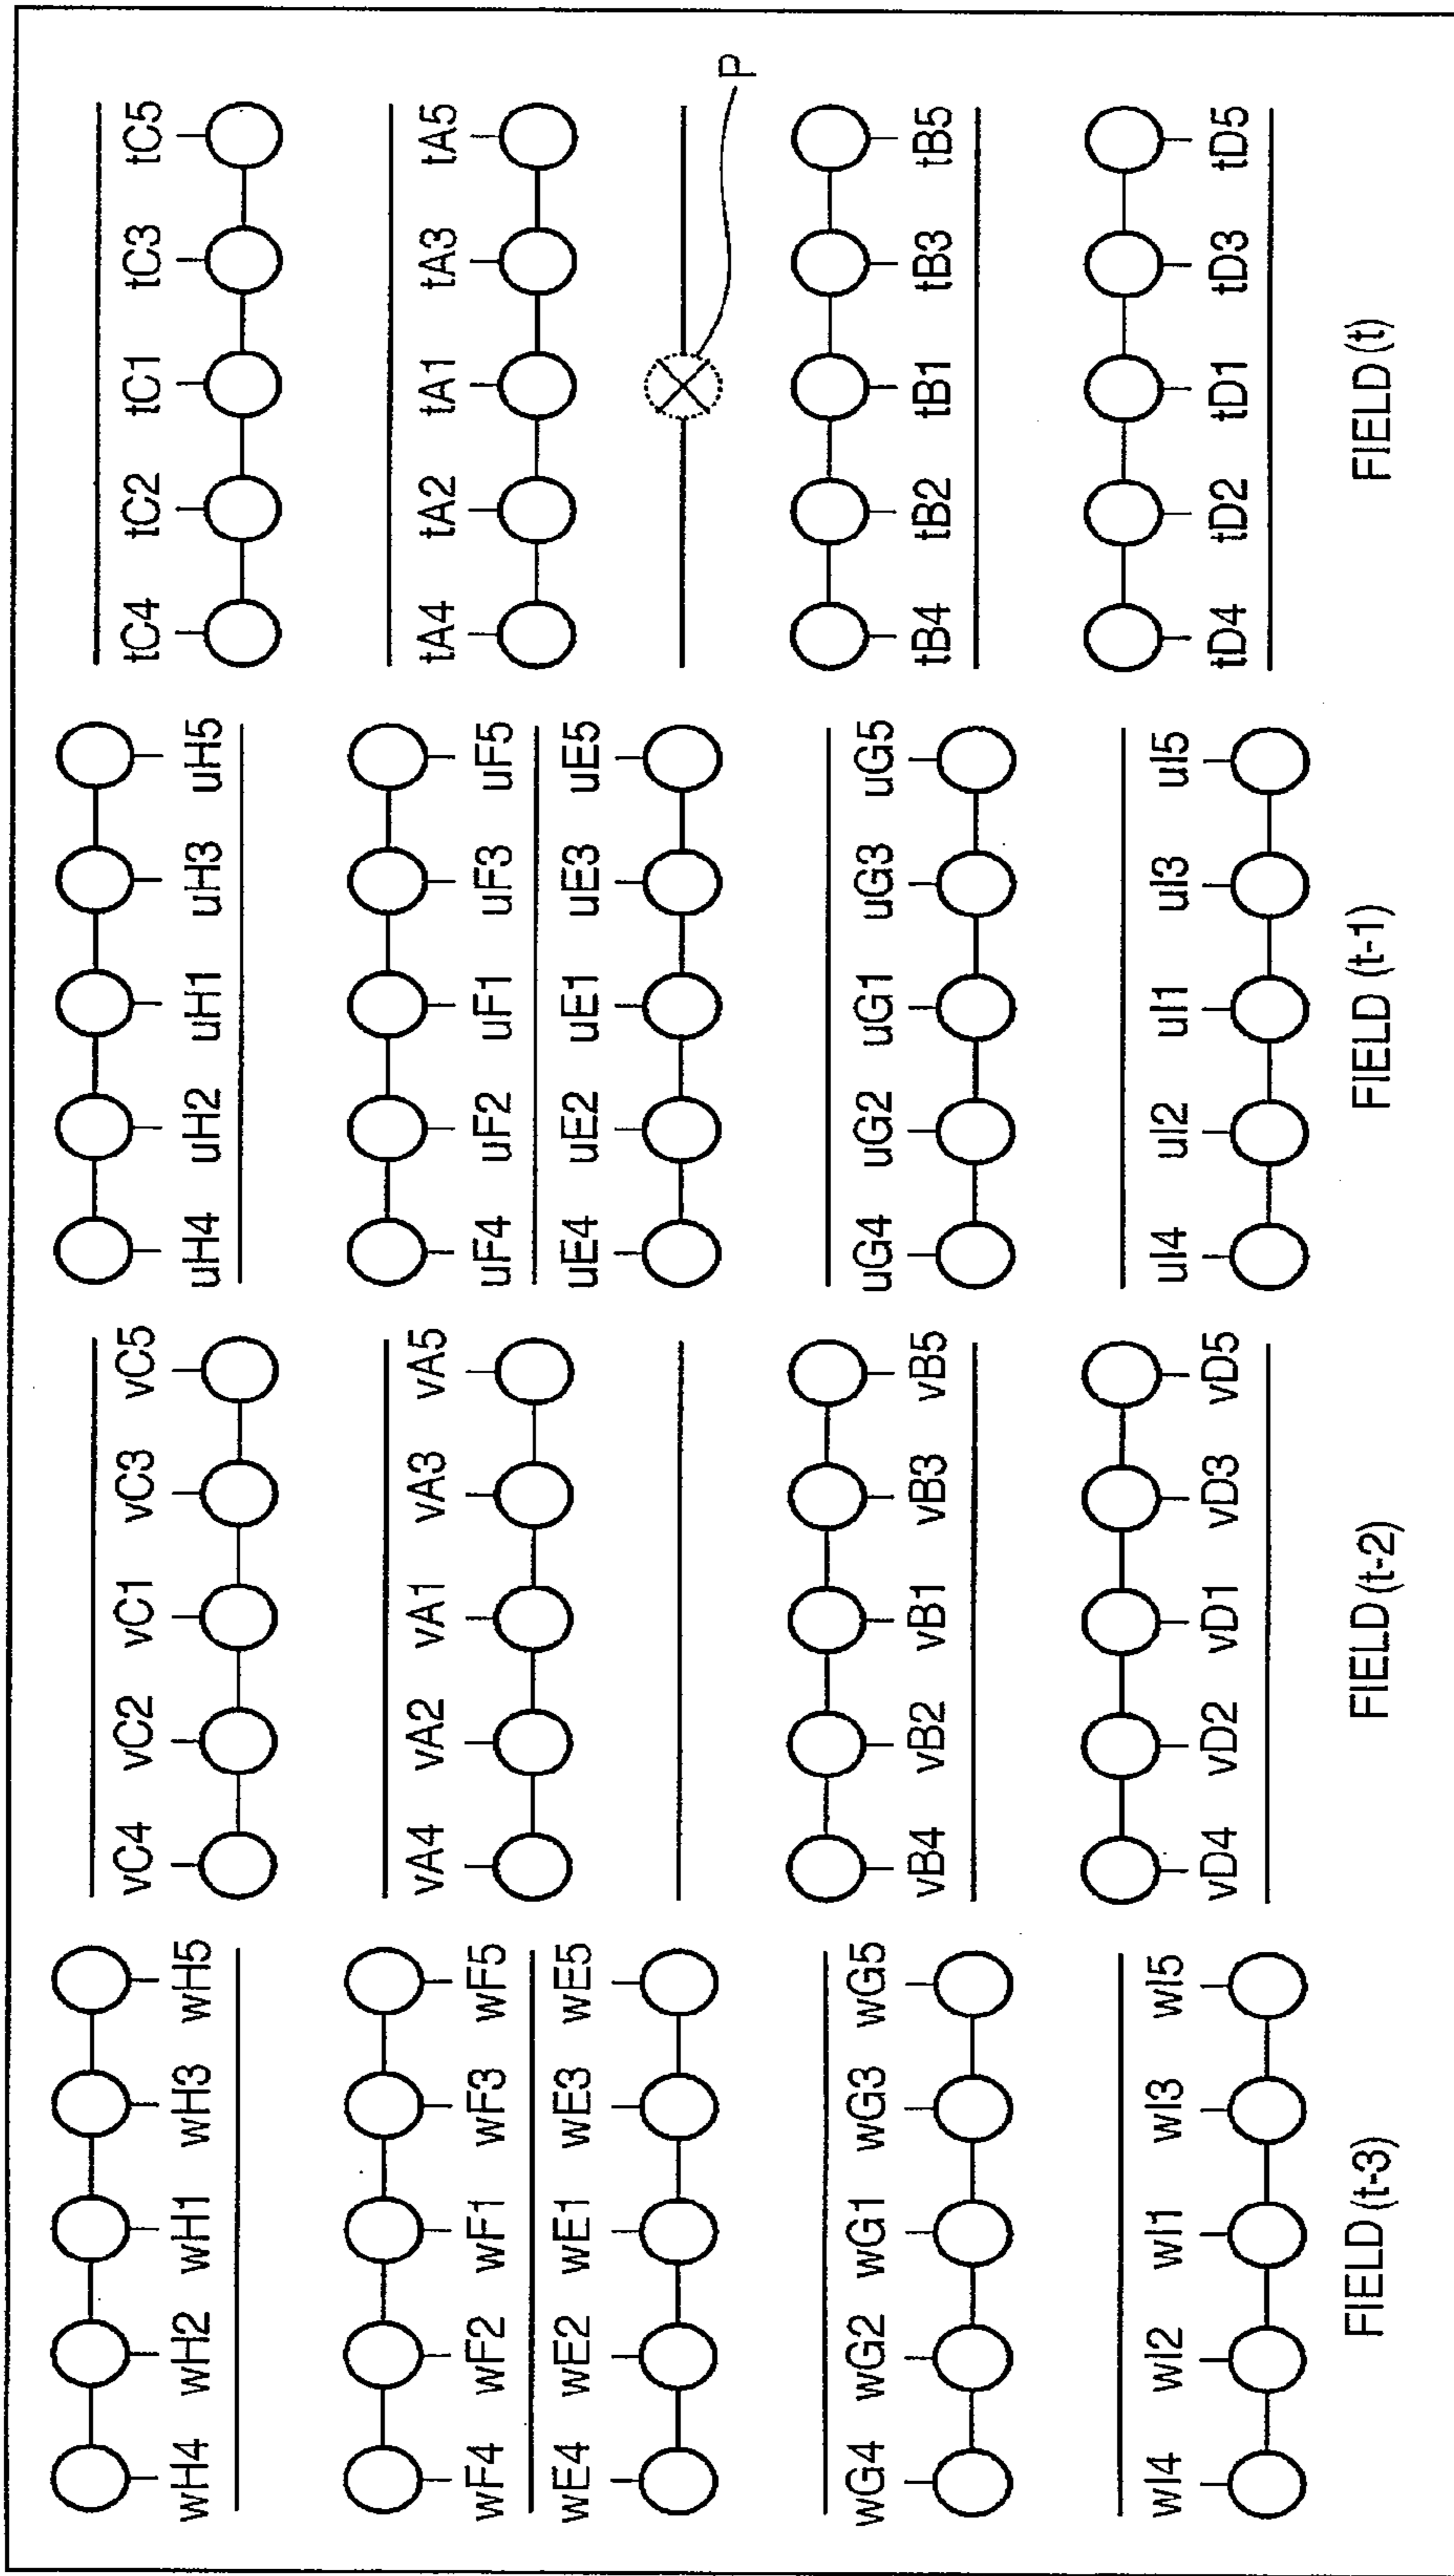 wH4 wH2 wH1 wH3 wH5
wF4 wF2 wF1 wF3 wF5
wE4 wE2 wE1 wE3 wE5
wG4 wG2 wG1 wG3 wG5
wI4 wI2 wI1 wI3 wI5
FIELD (t-3)
vC4 vC2 vC1 vC3 vC5
vA4 vA2 vA1 vA3 vA5
vB4 vB2 vB1 vB3 vB5
vD4 vD2 vD1 vD3 vD5
FIELD (t-2)
uH4 uH2 uH1 uH3 uH5
uF4 uF2 uF1 uF3 uF5
uE4 uE2 uE1 uE3 uE5
uG4 uG2 uG1 uG3 uG5
uI4 uI2 uI1 uI3 uI5
FIELD (t-1)
tC4 tC2 tC1 tC3 tC5
tA4 tA2 tA1 tA3 tA5
P
tB4 tB2 tB1 tB3 tB5
tD4 tD2 tD1 tD3 tD5
FIELD (t)